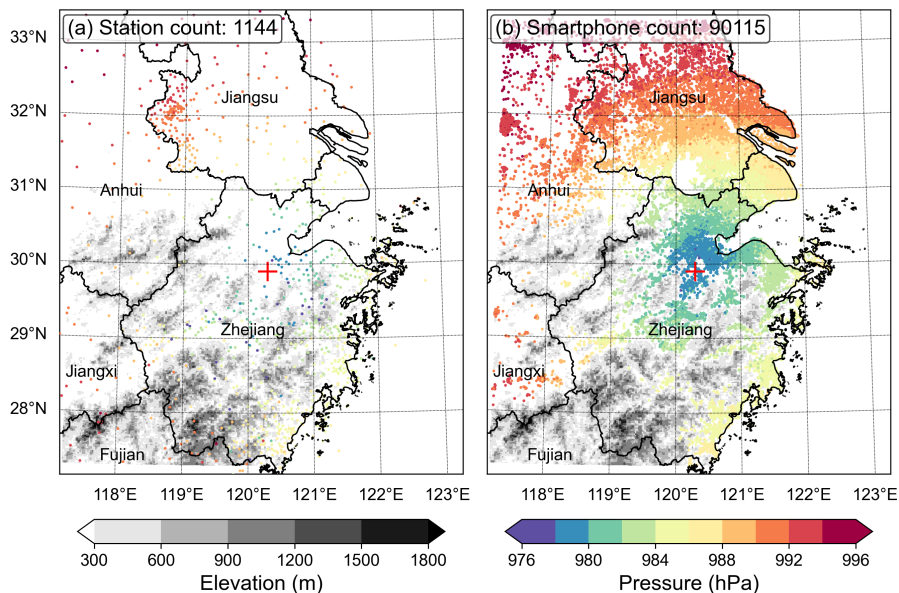 (a) Station count: 1144
(b) Smartphone count: 90115
33°N
32°N
31°N
30°N
29°N
28°N
Jiangsu
Anhui
Zhejiang
Jiangxi
Fujian
Jiangsu
Anhui
Zhejiang
Jiangxi
Fujian
118°E 119°E 120°E 121°E 122°E 123°E
118°E 119°E 120°E 121°E 122°E 123°E
300 600 900 1200 1500 1800
Elevation (m)
976 980 984 988 992 996
Pressure (hPa)